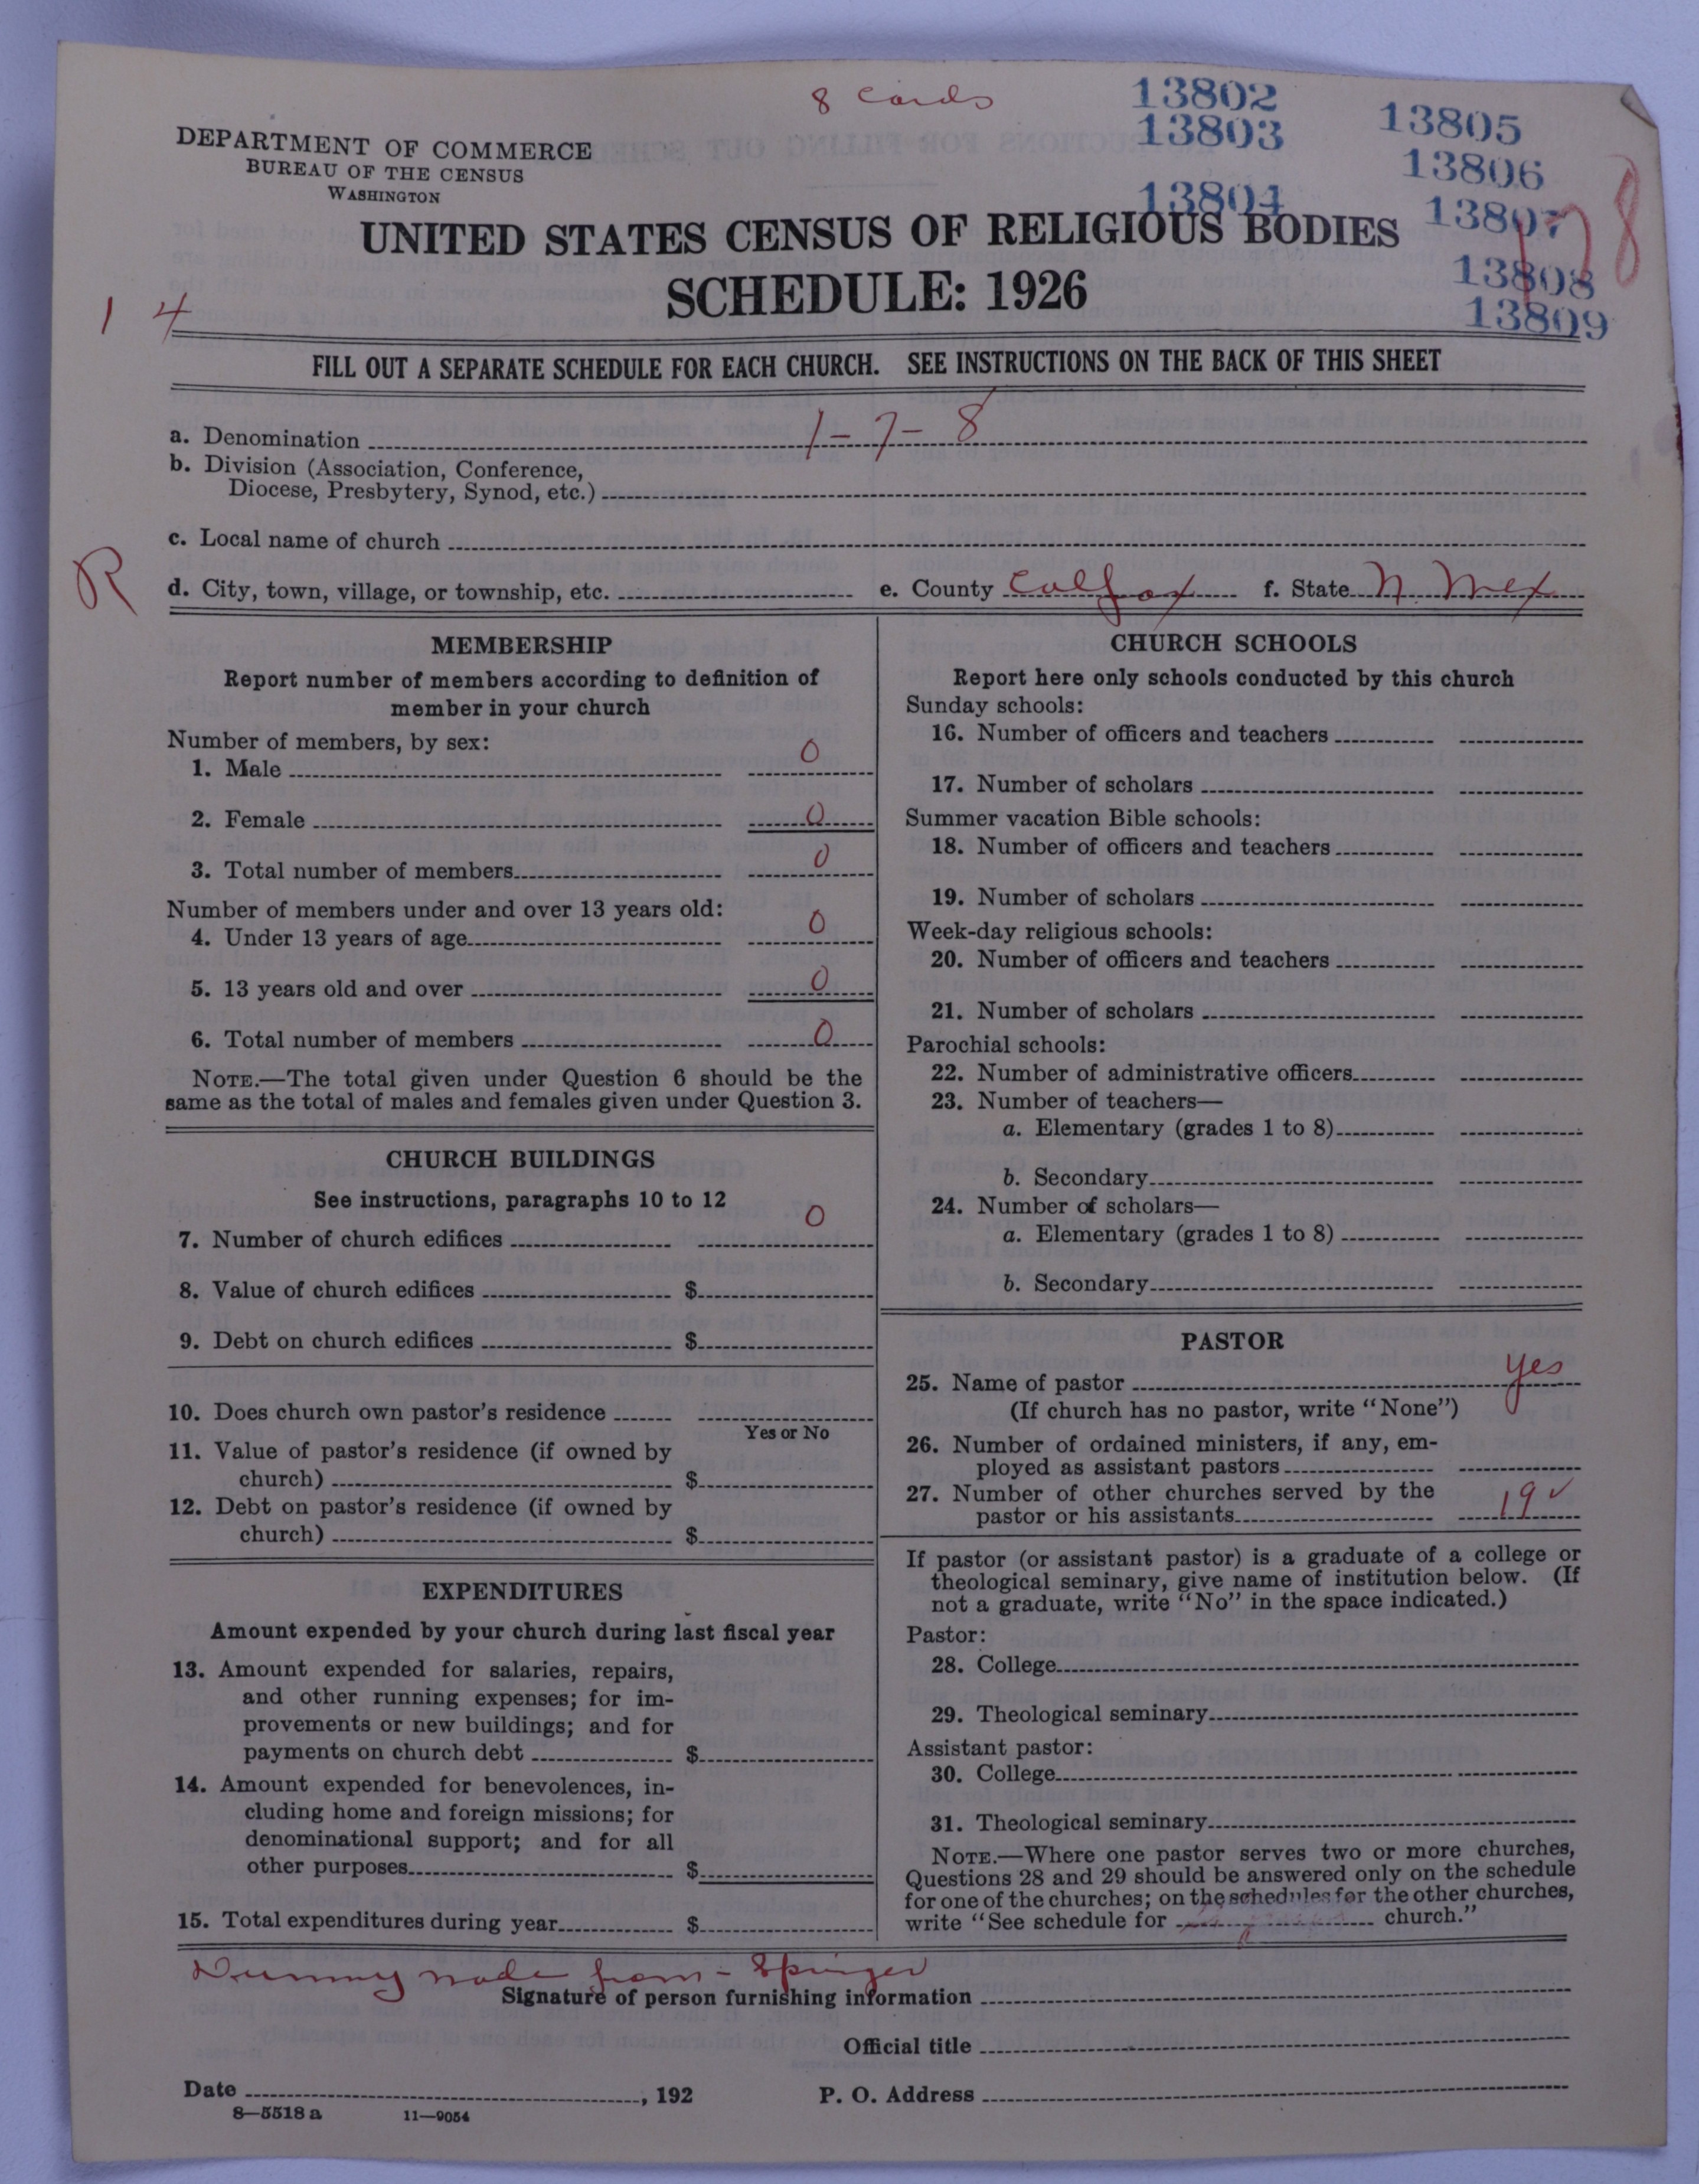 8 cards
13802
13803
13804
13805
13806
13807
13808
13809
178
DEPARTMENT OF COMMERCE
BUREAU OF THE CENSUS
WASHINGTON
UNITED STATES CENSUS OF RELIGIOUS BODIES
SCHEDULE: 1926
1 4
FILL OUT A SEPARATE SCHEDULE FOR EACH CHURCH. SEE INSTRUCTIONS ON THE BACK OF THIS SHEET
a. Denomination 1-7-8
b. Division (Association, Conference,
Diocese, Presbytery, Synod, etc.)
c. Local name of church
R
d. City, town, village, or township, etc. e. County Colfax f. State N. Mex
MEMBERSHIP
Report number of members according to definition of
member in your church
Number of members, by sex:
1. Male 0
2. Female 0
3. Total number of members 0
Number of members under and over 13 years old:
4. Under 13 years of age 0
5. 13 years old and over 0
6. Total number of members 0
NOTE.—The total given under Question 6 should be the
same as the total of males and females given under Question 3.
CHURCH BUILDINGS
See instructions, paragraphs 10 to 12
7. Number of church edifices 0
8. Value of church edifices $
9. Debt on church edifices $
10. Does church own pastor's residence
Yes or No
11. Value of pastor's residence (if owned by
church) $
12. Debt on pastor's residence (if owned by
church) $
EXPENDITURES
Amount expended by your church during last fiscal year
13. Amount expended for salaries, repairs,
and other running expenses; for im-
provements or new buildings; and for
payments on church debt $
14. Amount expended for benevolences, in-
cluding home and foreign missions; for
denominational support; and for all
other purposes $
15. Total expenditures during year $
CHURCH SCHOOLS
Report here only schools conducted by this church
Sunday schools:
16. Number of officers and teachers
17. Number of scholars
Summer vacation Bible schools:
18. Number of officers and teachers
19. Number of scholars
Week-day religious schools:
20. Number of officers and teachers
21. Number of scholars
Parochial schools:
22. Number of administrative officers
23. Number of teachers—
a. Elementary (grades 1 to 8)
b. Secondary
24. Number of scholars—
a. Elementary (grades 1 to 8)
b. Secondary
PASTOR
25. Name of pastor yes
(If church has no pastor, write "None")
26. Number of ordained ministers, if any, em-
ployed as assistant pastors
27. Number of other churches served by the
pastor or his assistants 19 ✓
If pastor (or assistant pastor) is a graduate of a college or
theological seminary, give name of institution below. (If
not a graduate, write "No" in the space indicated.)
Pastor:
28. College
29. Theological seminary
Assistant pastor:
30. College
31. Theological seminary
NOTE.—Where one pastor serves two or more churches,
Questions 28 and 29 should be answered only on the schedule
for one of the churches; on the schedules for the other churches,
write "See schedule for church."
Dummy made from - Springer
Signature of person furnishing information
Official title
Date , 192 P. O. Address
8—5518 a 11—9054